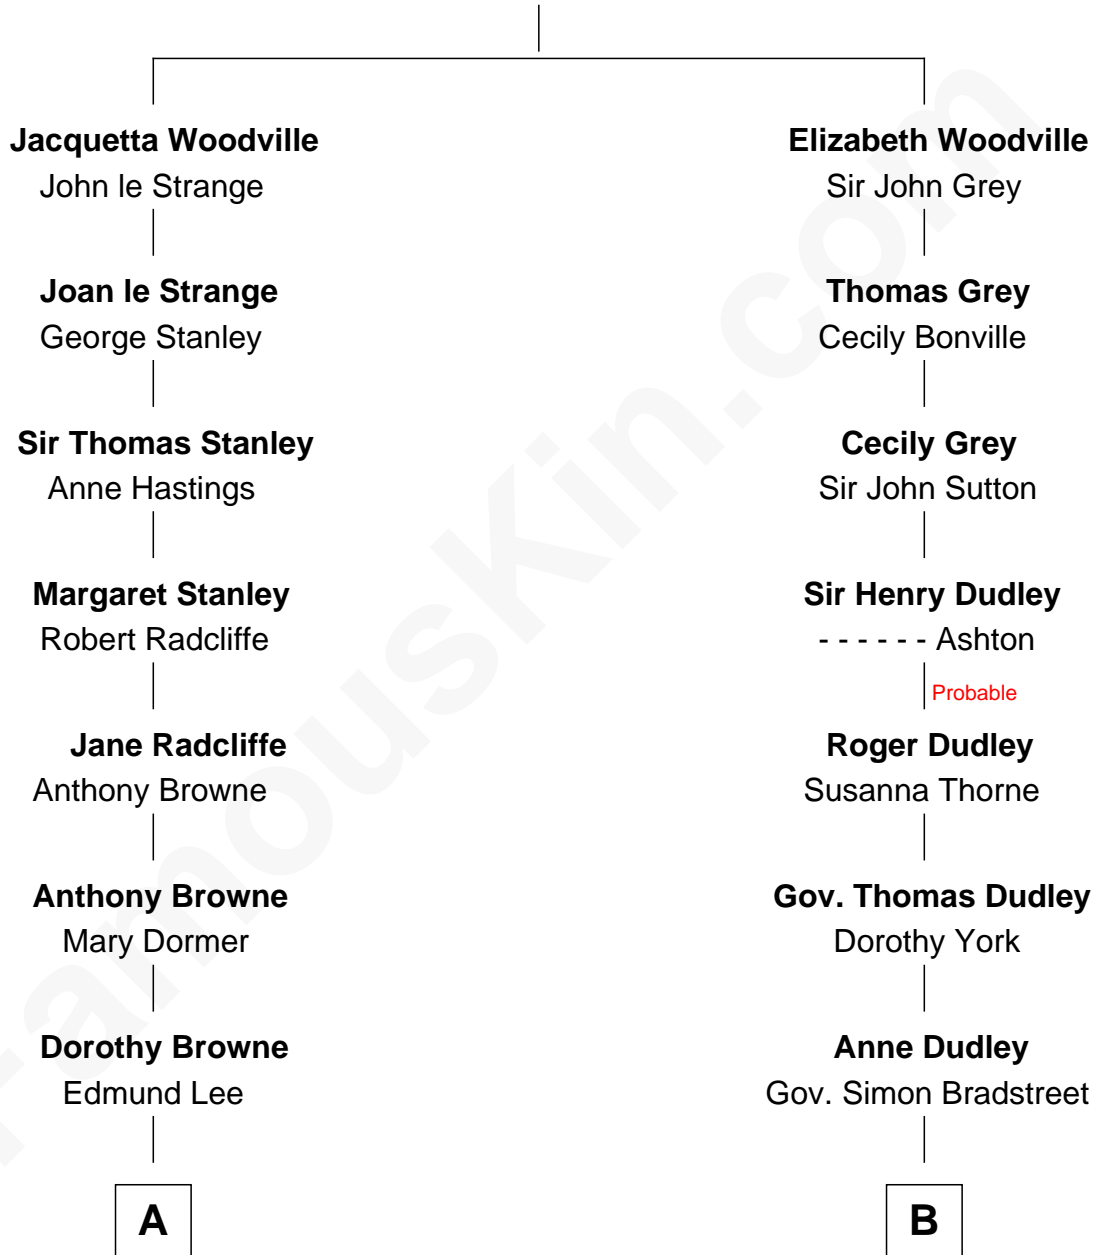 Jacquetta Woodville
John le Strange
Joan le Strange
George Stanley
Sir Thomas Stanley
Anne Hastings
Margaret Stanley
Robert Radcliffe
Jane Radcliffe
Anthony Browne
Anthony Browne
Mary Dormer
Dorothy Browne
Edmund Lee
A
Elizabeth Woodville
Sir John Grey
Thomas Grey
Cecily Bonville
Cecily Grey
Sir John Sutton
Sir Henry Dudley
- - - - - - Ashton
Probable
Roger Dudley
Susanna Thorne
Gov. Thomas Dudley
Dorothy York
Anne Dudley
Gov. Simon Bradstreet
B
FamousKin.com